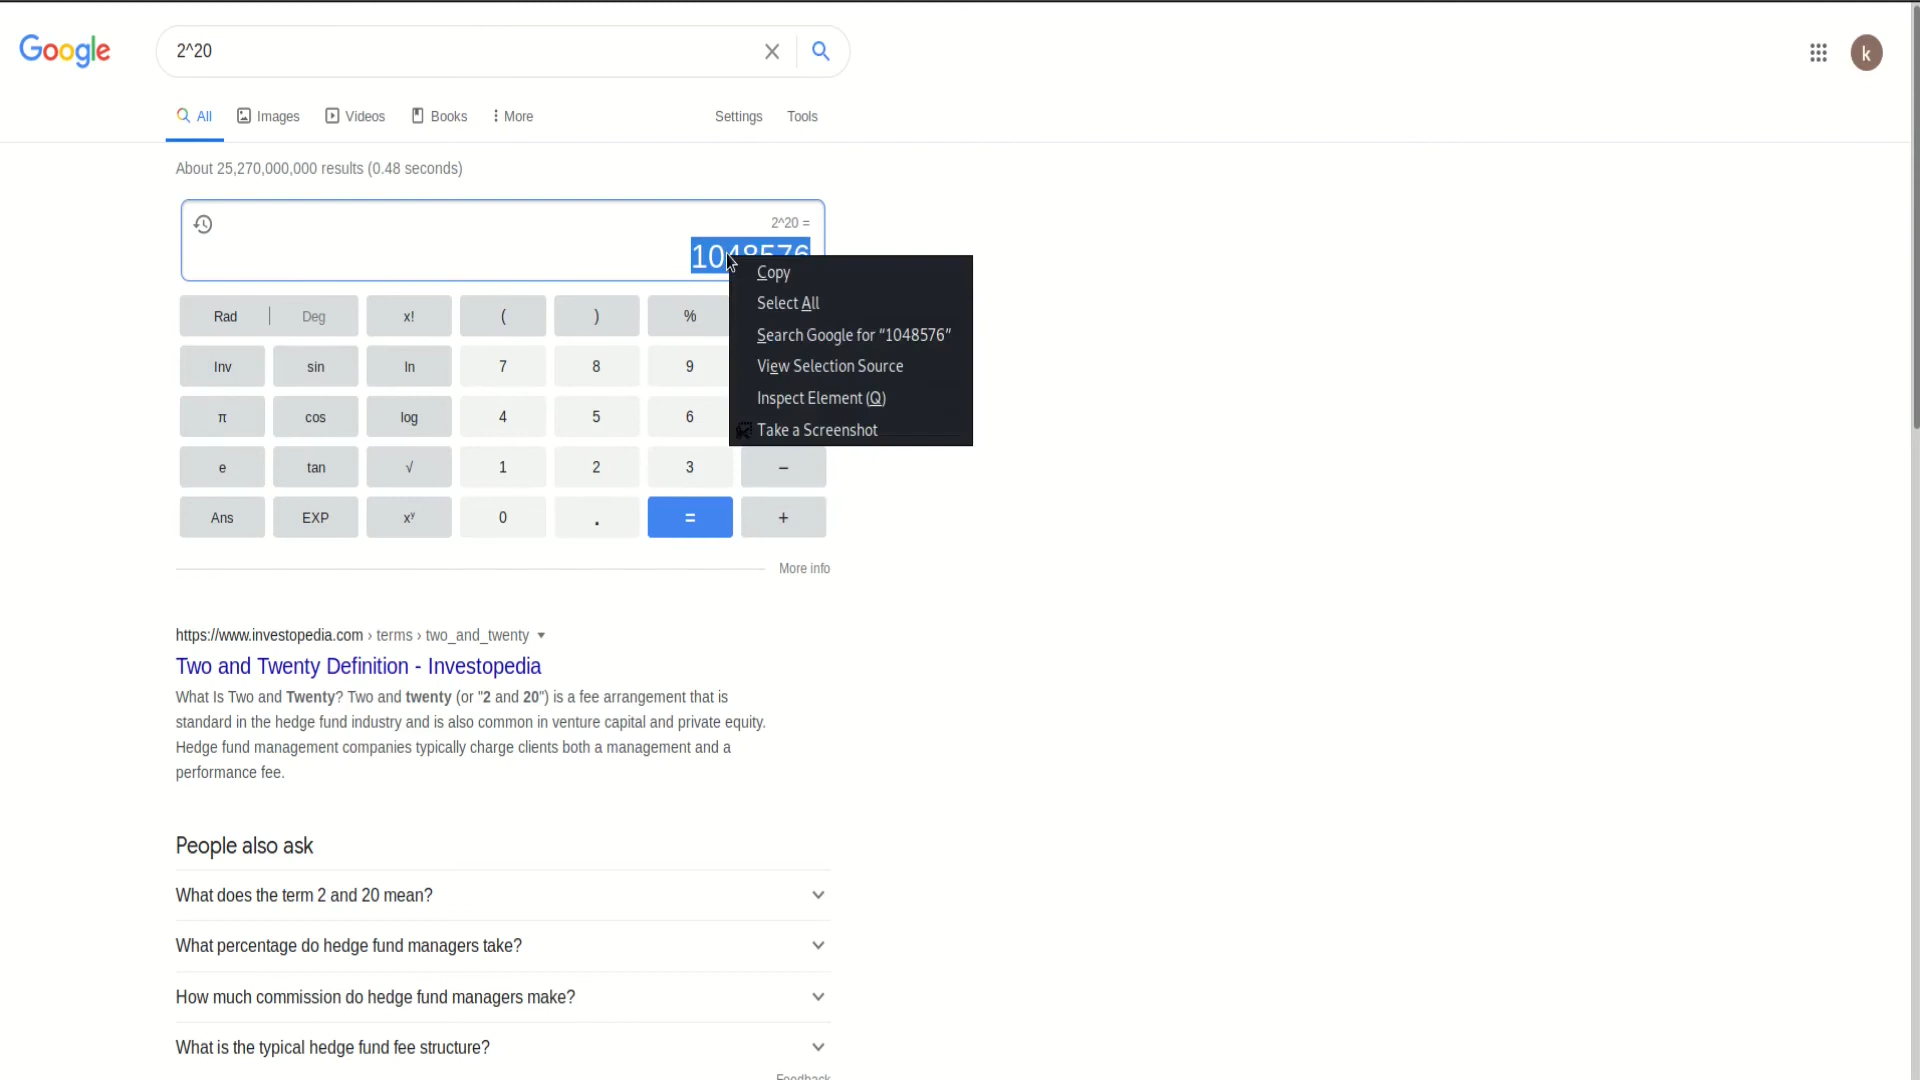 Google
2^20
k
All
Images
Videos
Books
More
Settings
Tools
About 25,270,000,000 results (0.48 seconds)
2^20 =
1048576
Copy
Select All
Search Google for “1048576”
View Selection Source
Inspect Element (Q)
Take a Screenshot
Rad
Deg
x!
(
)
%
Inv
sin
ln
7
8
9
π
cos
log
4
5
6
e
tan
√
1
2
3
−
Ans
EXP
xʸ
0
.
=
+
More info
https://www.investopedia.com › terms › two_and_twenty
Two and Twenty Definition - Investopedia
What Is Two and Twenty? Two and twenty (or "2 and 20") is a fee arrangement that is
standard in the hedge fund industry and is also common in venture capital and private equity.
Hedge fund management companies typically charge clients both a management and a
performance fee.
People also ask
What does the term 2 and 20 mean?
What percentage do hedge fund managers take?
How much commission do hedge fund managers make?
What is the typical hedge fund fee structure?
Feedback